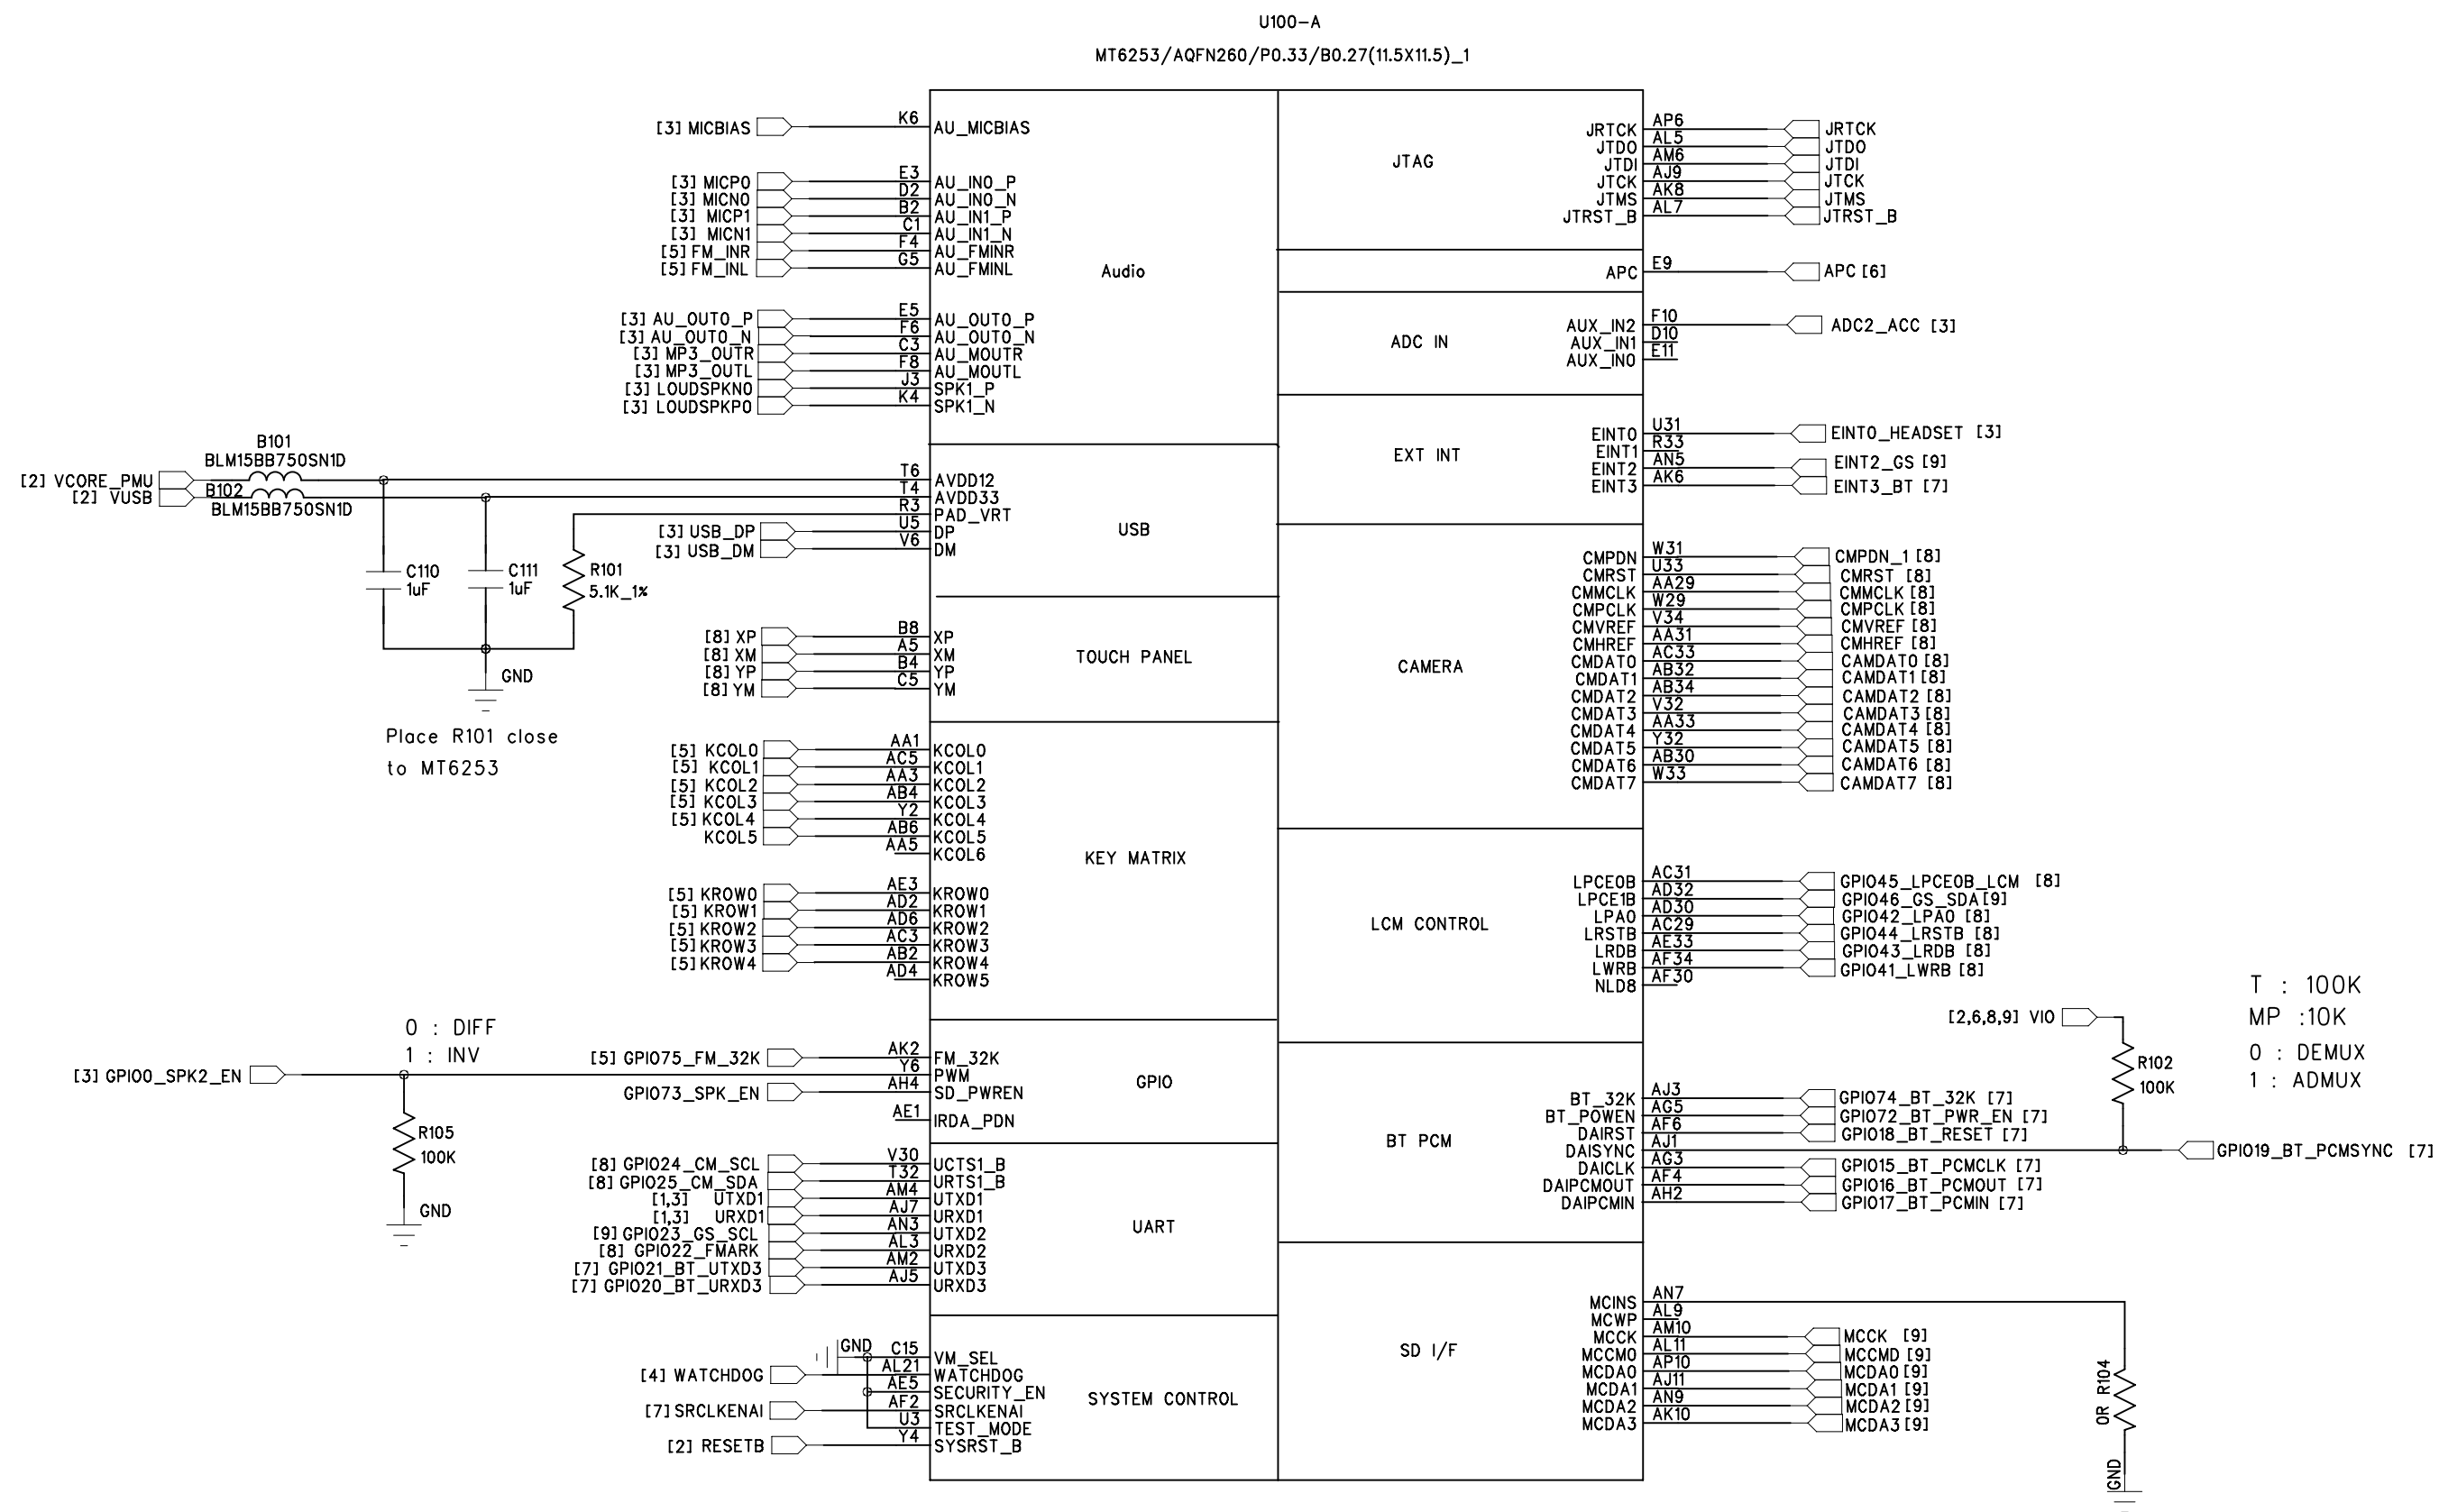 U100-A
MT6253/AQFN260/P0.33/B0.27(11.5X11.5)_1
[3] MICBIAS K6 AU_MICBIAS
[3] MICP0 E3 AU_IN0_P
[3] MICN0 D2 AU_IN0_N
[3] MICP1 B2 AU_IN1_P
[3] MICN1 C1 AU_IN1_N
[5] FM_INR F4 AU_FMINR
[5] FM_INL G5 AU_FMINL
Audio
[3] AU_OUT0_P E5 AU_OUT0_P
[3] AU_OUT0_N F6 AU_OUT0_N
[3] MP3_OUTR C3 AU_MOUTR
[3] MP3_OUTL F8 AU_MOUTL
[3] LOUDSPKN0 J3 SPK1_P
[3] LOUDSPKP0 K4 SPK1_N
B101
BLM15BB750SN1D
[2] VCORE_PMU T6 AVDD12
[2] VUSB B102 T4 AVDD33
BLM15BB750SN1D
R3 PAD_VRT
[3] USB_DP U5 DP
[3] USB_DM V6 DM
USB
C110
1uF
C111
1uF
R101
5.1K_1%
GND
Place R101 close
to MT6253
[8] XP B8 XP
[8] XM A5 XM
[8] YP B4 YP
[8] YM C5 YM
TOUCH PANEL
[5] KCOL0 AA1 KCOL0
[5] KCOL1 AC5 KCOL1
[5] KCOL2 AA3 KCOL2
[5] KCOL3 AB4 KCOL3
[5] KCOL4 Y2 KCOL4
KCOL5 AB6 KCOL5
AA5 KCOL6
KEY MATRIX
[5] KROW0 AE3 KROW0
[5] KROW1 AD2 KROW1
[5] KROW2 AD6 KROW2
[5] KROW3 AC3 KROW3
[5] KROW4 AB2 KROW4
AD4 KROW5
0 : DIFF
1 : INV
[5] GPIO75_FM_32K AK2 FM_32K
[3] GPIO0_SPK2_EN Y6 PWM
GPIO73_SPK_EN AH4 SD_PWREN
AE1 IRDA_PDN
GPIO
R105
100K
GND
[8] GPIO24_CM_SCL V30 UCTS1_B
[8] GPIO25_CM_SDA T32 URTS1_B
[1,3] UTXD1 AM4 UTXD1
[1,3] URXD1 AJ7 URXD1
[9] GPIO23_GS_SCL AN3 UTXD2
[8] GPIO22_FMARK AL3 URXD2
[7] GPIO21_BT_UTXD3 AM2 UTXD3
[7] GPIO20_BT_URXD3 AJ5 URXD3
UART
GND C15 VM_SEL
[4] WATCHDOG AL21 WATCHDOG
AE5 SECURITY_EN
[7] SRCLKENAI AF2 SRCLKENAI
U3 TEST_MODE
[2] RESETB Y4 SYSRST_B
SYSTEM CONTROL
JTAG
JRTCK AP6 JRTCK
JTDO AL5 JTDO
JTDI AM6 JTDI
JTCK AJ9 JTCK
JTMS AK8 JTMS
JTRST_B AL7 JTRST_B
APC E9 APC [6]
ADC IN
AUX_IN2 F10 ADC2_ACC [3]
AUX_IN1 D10
AUX_IN0 E11
EXT INT
EINT0 U31 EINT0_HEADSET [3]
EINT1 R33
EINT2 AN5 EINT2_GS [9]
EINT3 AK6 EINT3_BT [7]
CAMERA
CMPDN W31 CMPDN_1 [8]
CMRST U33 CMRST [8]
CMMCLK AA29 CMMCLK [8]
CMPCLK W29 CMPCLK [8]
CMVREF V34 CMVREF [8]
CMHREF AA31 CMHREF [8]
CMDAT0 AC33 CAMDAT0 [8]
CMDAT1 AB32 CAMDAT1 [8]
CMDAT2 AB34 CAMDAT2 [8]
CMDAT3 V32 CAMDAT3 [8]
CMDAT4 AA33 CAMDAT4 [8]
CMDAT5 Y32 CAMDAT5 [8]
CMDAT6 AB30 CAMDAT6 [8]
CMDAT7 W33 CAMDAT7 [8]
LCM CONTROL
LPCE0B AC31 GPIO45_LPCE0B_LCM [8]
LPCE1B AD32 GPIO46_GS_SDA [9]
LPA0 AD30 GPIO42_LPA0 [8]
LRSTB AC29 GPIO44_LRSTB [8]
LRDB AE33 GPIO43_LRDB [8]
LWRB AF34 GPIO41_LWRB [8]
NLD8 AF30
[2,6,8,9] VIO
R102
100K
T : 100K
MP :10K
0 : DEMUX
1 : ADMUX
BT PCM
BT_32K AJ3 GPIO74_BT_32K [7]
BT_POWEN AG5 GPIO72_BT_PWR_EN [7]
DAIRST AF6 GPIO18_BT_RESET [7]
DAISYNC AJ1 GPIO19_BT_PCMSYNC [7]
DAICLK AG3 GPIO15_BT_PCMCLK [7]
DAIPCMOUT AF4 GPIO16_BT_PCMOUT [7]
DAIPCMIN AH2 GPIO17_BT_PCMIN [7]
SD I/F
MCINS AN7
MCWP AL9
MCCK AM10 MCCK [9]
MCCM0 AL11 MCCMD [9]
MCDA0 AP10 MCDA0 [9]
MCDA1 AJ11 MCDA1 [9]
MCDA2 AN9 MCDA2 [9]
MCDA3 AK10 MCDA3 [9]
0R R104
GND